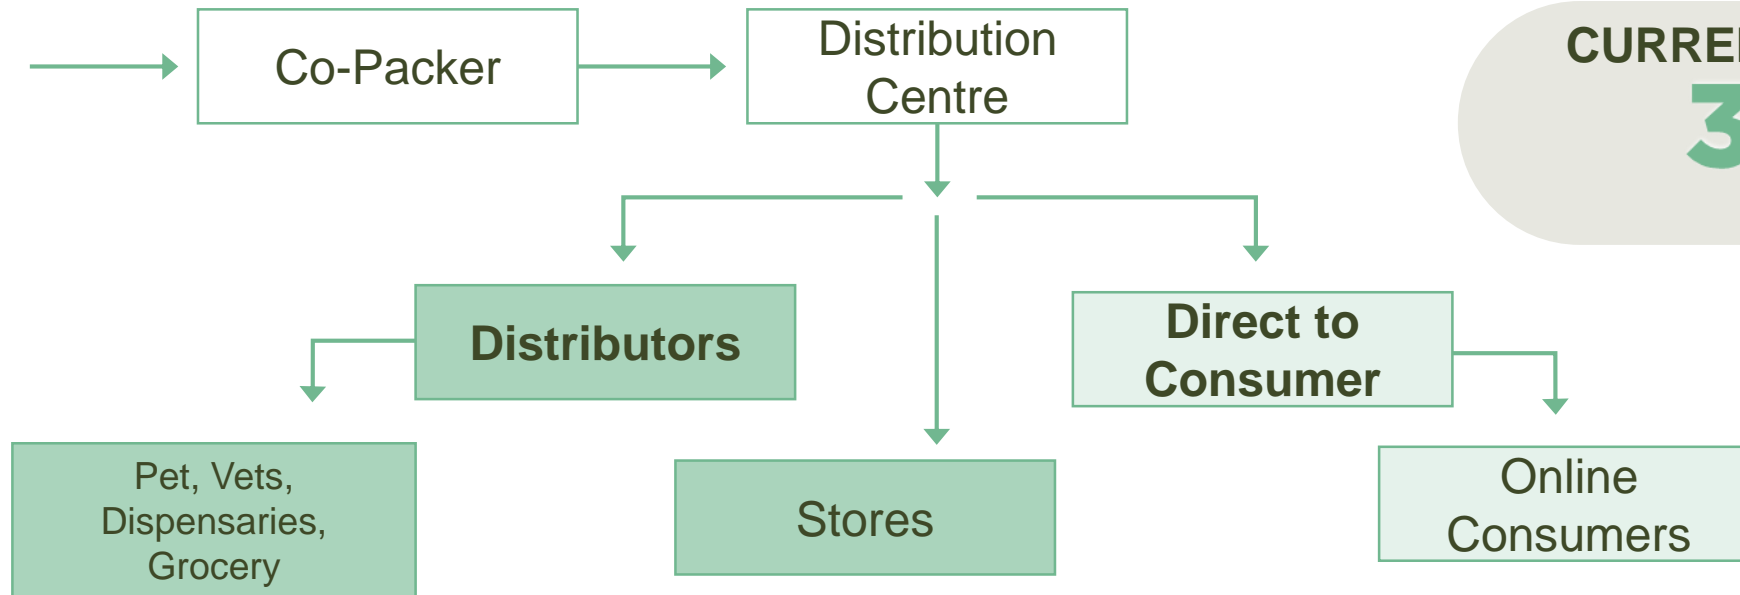 Co-Packer
Distribution
Centre
CURRE
3
Distributors
Direct to
Consumer
Pet, Vets,
Dispensaries,
Grocery
Stores
Online
Consumers